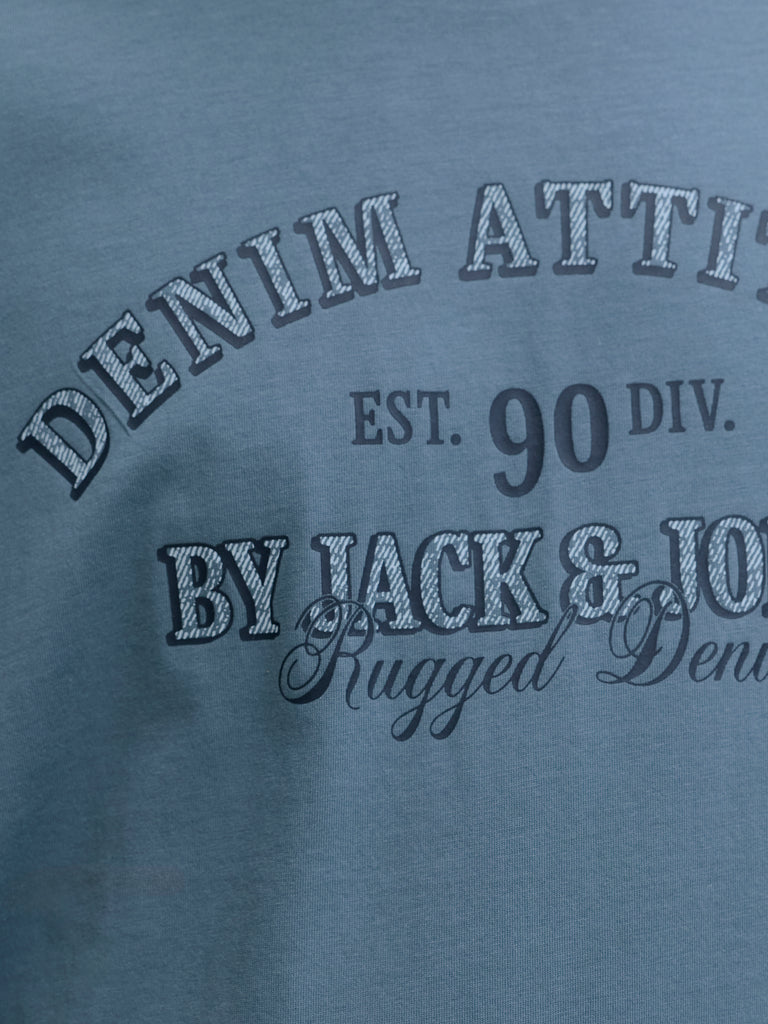 DENIM ATTI
EST. 90 DIV.
BY JACK & JO
Rugged Deni